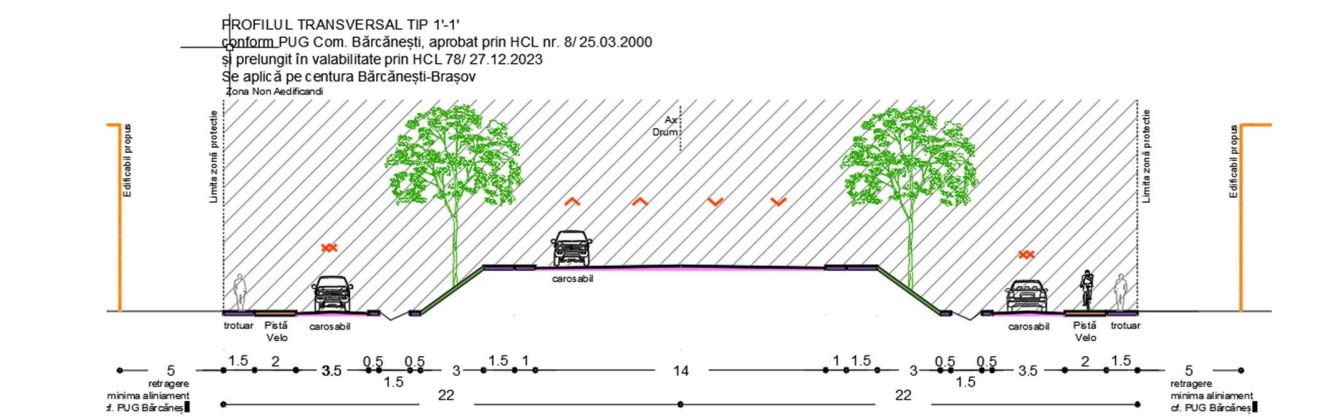 PROFILUL TRANSVERSAL TIP 1'-1'
conform PUG Com. Bărcănești, aprobat prin HCL nr. 8/ 25.03.2000
și prelungit în valabilitate prin HCL 78/ 27.12.2023
Se aplică pe centura Bărcănești-Brașov
Zona Non Aedificandi
Edificabil propus
Limita zonă protectie
Ax
Drum
Limita zonă protectie
Edificabil propus
carosabil
trotuar
Pistă
Velo
carosabil
carosabil
Pistă
Velo
trotuar
5
1.5
2
3.5
0.5
1.5
0.5
3
1.5
1
14
1
1.5
3
0.5
1.5
0.5
3.5
2
1.5
5
retragere
minima aliniament
cf. PUG Bărcăneș
22
22
retragere
minima aliniament
cf. PUG Bărcăneș